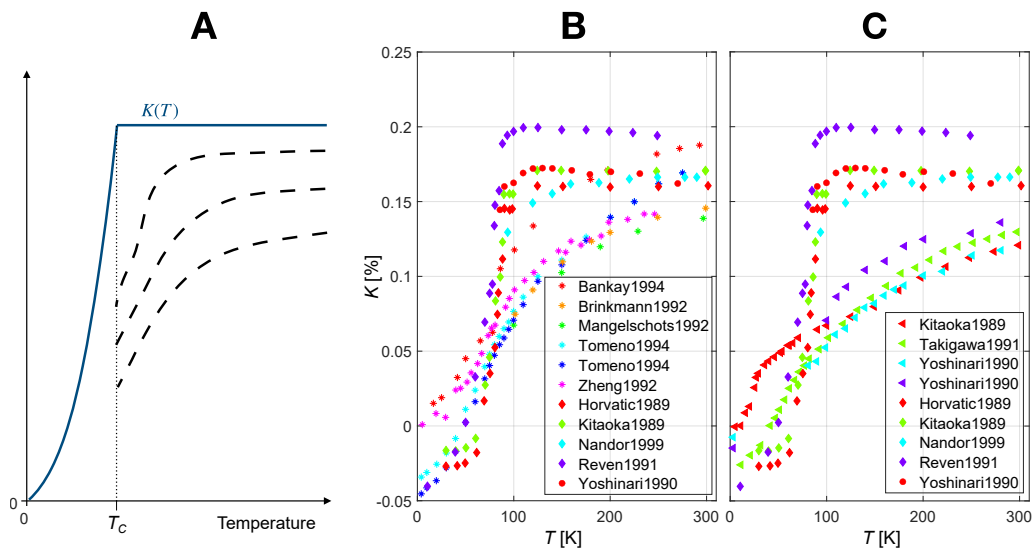 A
K(T)
0
0
T_C
Temperature
B
C
K [%]
0.25
0.2
0.15
0.1
0.05
0
-0.05
Bankay1994
Brinkmann1992
Mangelschots1992
Tomeno1994
Tomeno1994
Zheng1992
Horvatic1989
Kitaoka1989
Nandor1999
Reven1991
Yoshinari1990
0
100
200
300
T [K]
Kitaoka1989
Takigawa1991
Yoshinari1990
Yoshinari1990
Horvatic1989
Kitaoka1989
Nandor1999
Reven1991
Yoshinari1990
0
100
200
300
T [K]